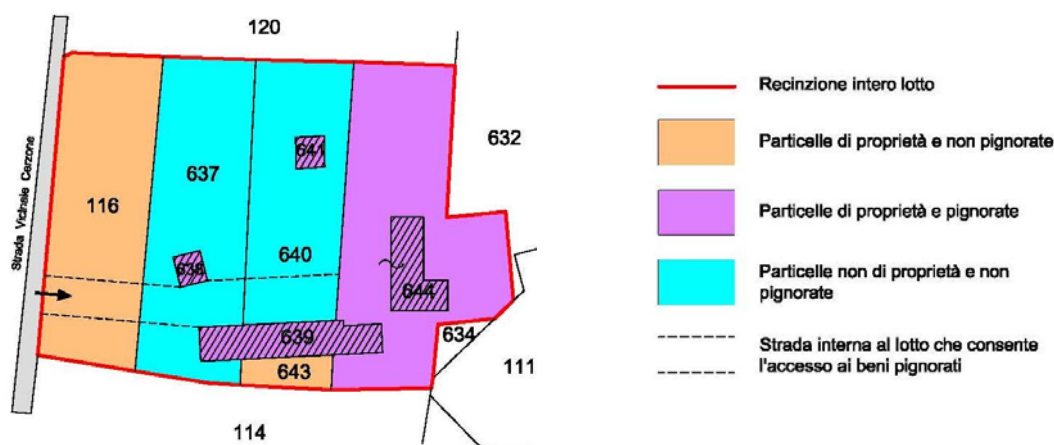 120
632
637
641
116
640
638
644
639
634
643
111
114
Strada Vicinale Cerzone
Recinzione intero lotto
Particelle di proprietà e non pignorate
Particelle di proprietà e pignorate
Particelle non di proprietà e non
pignorate
Strada interna al lotto che consente
l'accesso ai beni pignorati